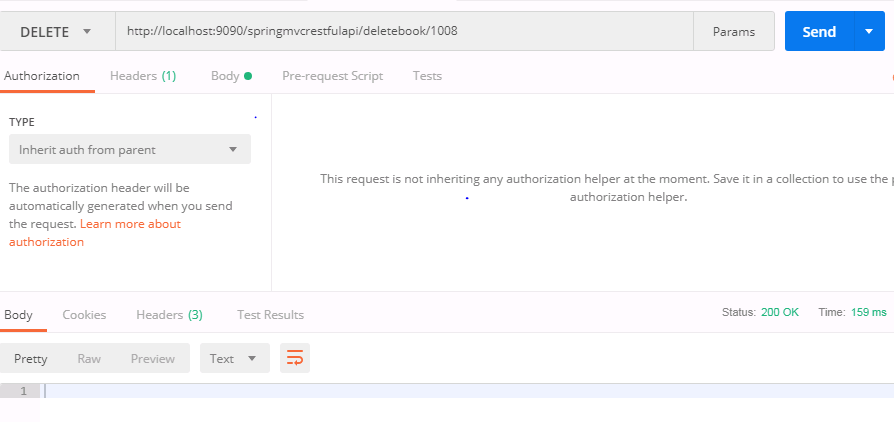 DELETE http://localhost:9090/springmvcrestfulapi/deletebook/1008 Params Send
Authorization Headers (1) Body Pre-request Script Tests
TYPE
Inherit auth from parent
The authorization header will be
automatically generated when you send
the request. Learn more about
authorization
This request is not inheriting any authorization helper at the moment. Save it in a collection to use the
authorization helper.
Body Cookies Headers (3) Test Results Status: 200 OK Time: 159 ms
Pretty Raw Preview Text
1